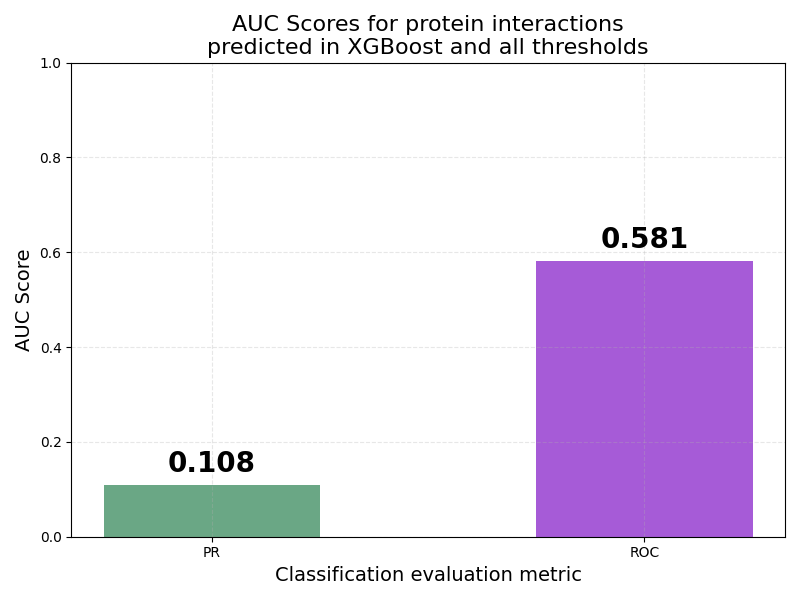 AUC Scores for protein interactions
predicted in XGBoost and all thresholds
1.0
0.8
0.6
0.4
0.2
0.0
AUC Score
0.108
0.581
PR
ROC
Classification evaluation metric